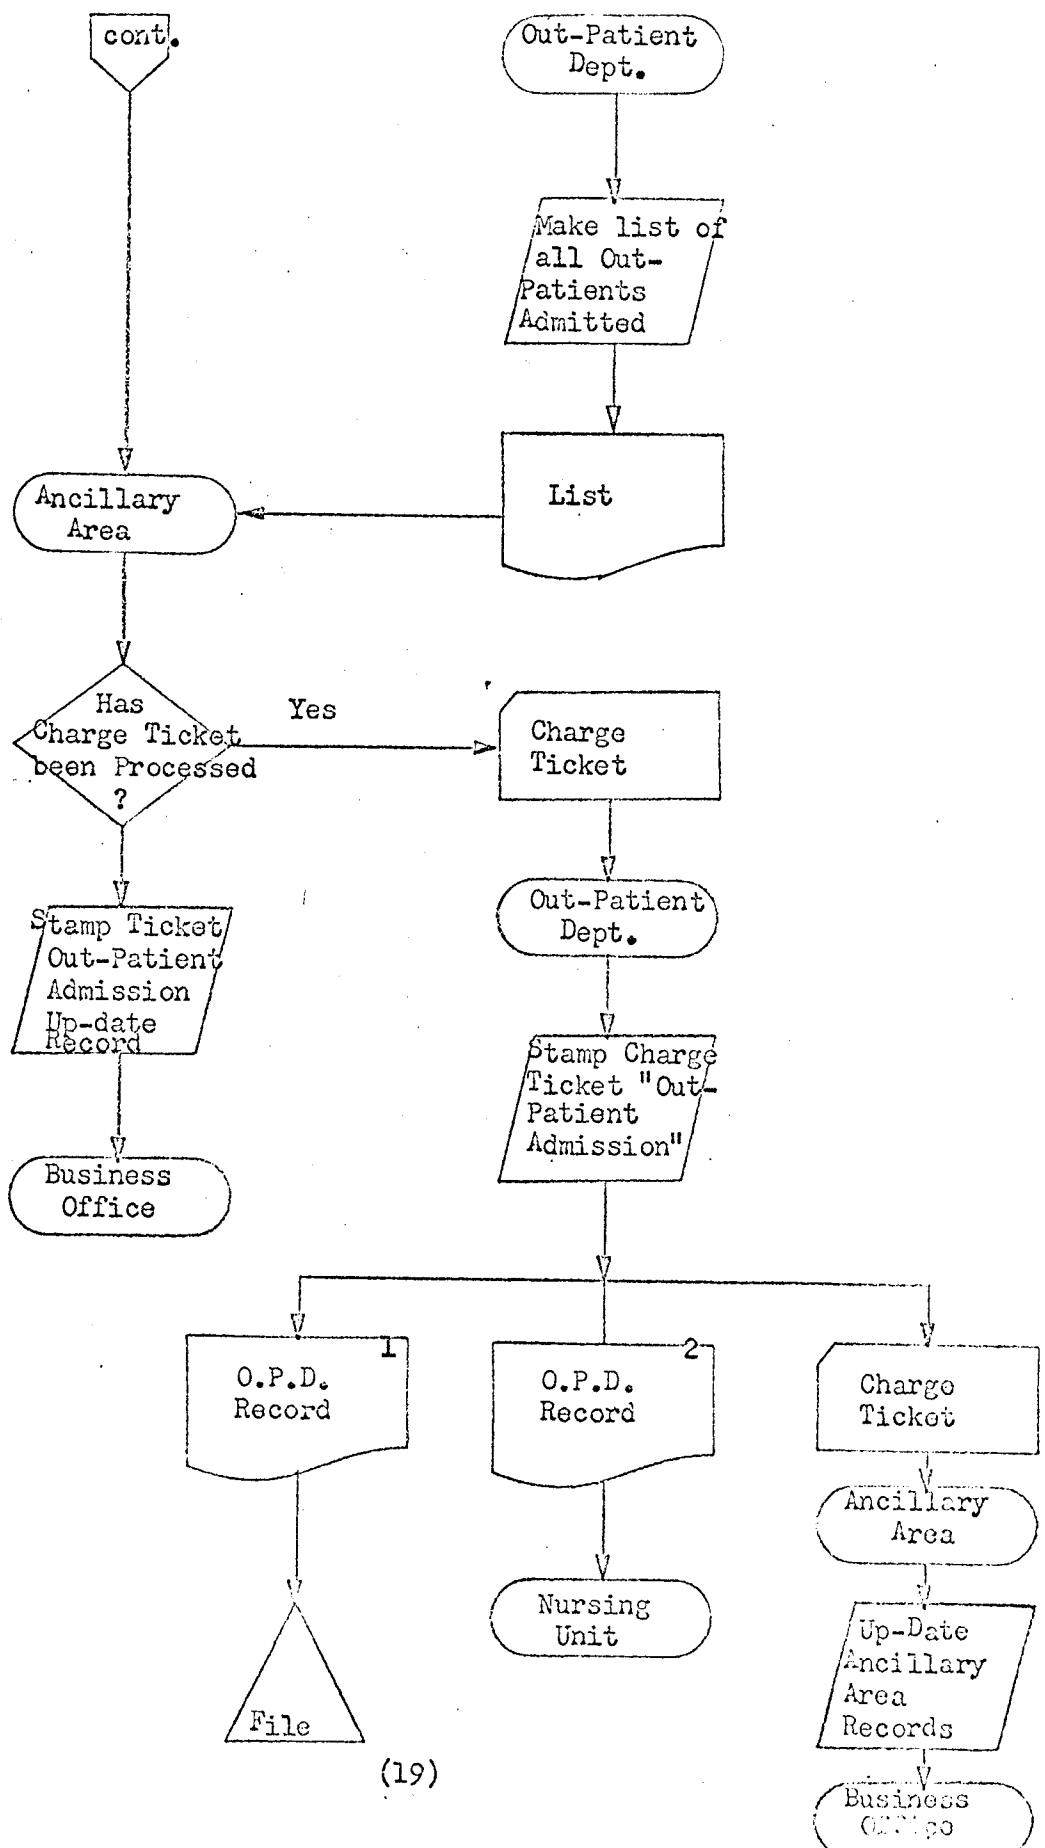 cont.
Out-Patient
Dept.
Make list of
all Out-
Patients
Admitted
List
Ancillary
Area
Has
Charge Ticket
been Processed
?
Yes
Charge
Ticket
Out-Patient
Dept.
Stamp Ticket
Out-Patient
Admission
Up-date
Record
Stamp Charge
Ticket "Out-
Patient
Admission"
Business
Office
1
O.P.D.
Record
2
O.P.D.
Record
Charge
Ticket
Ancillary
Area
Nursing
Unit
File
Up-Date
Ancillary
Area
Records
(19)
Business
Office